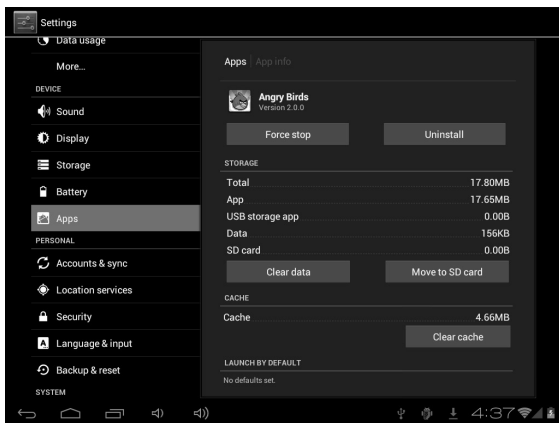 Settings
Data usage
More...
DEVICE
Sound
Display
Storage
Battery
Apps
PERSONAL
Accounts & sync
Location services
Security
A Language & input
Backup & reset
SYSTEM
Apps App info
Angry Birds
Version 2.0.0
Force stop Uninstall
STORAGE
Total 17.80MB
App 17.65MB
USB storage app 0.00B
Data 156KB
SD card 0.00B
Clear data Move to SD card
CACHE
Cache 4.66MB
Clear cache
LAUNCH BY DEFAULT
No defaults set.
4:37